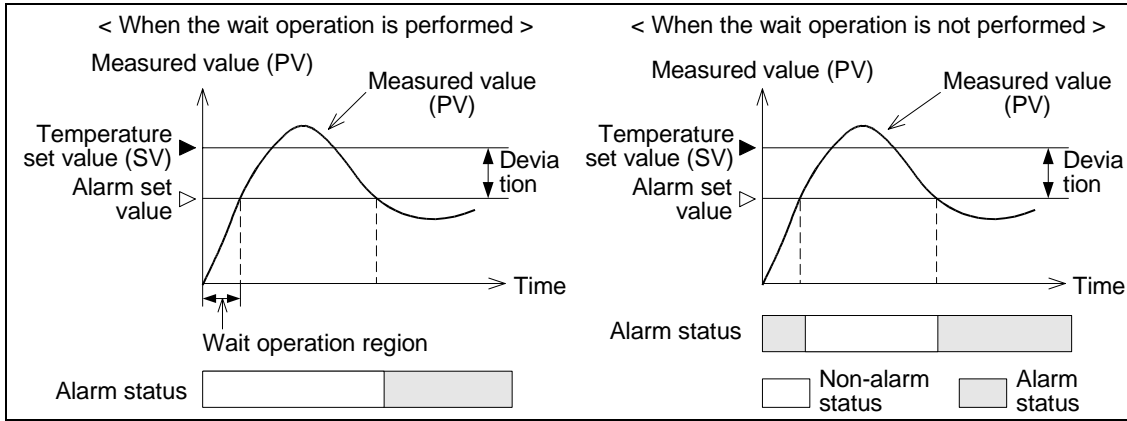 < When the wait operation is performed >
Measured value (PV)
Measured value
(PV)
Temperature
set value (SV)
Devia
tion
Alarm set
value
Time
Wait operation region
Alarm status
< When the wait operation is not performed >
Measured value (PV)
Measured value
(PV)
Temperature
set value (SV)
Devia
tion
Alarm set
value
Time
Alarm status
Non-alarm
status
Alarm
status